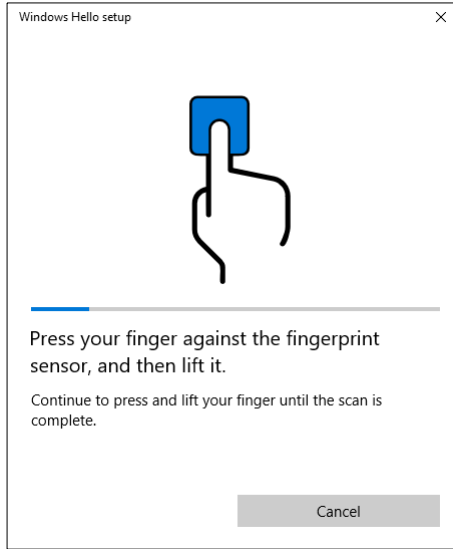 Windows Hello setup
Press your finger against the fingerprint
sensor, and then lift it.
Continue to press and lift your finger until the scan is
complete.
Cancel